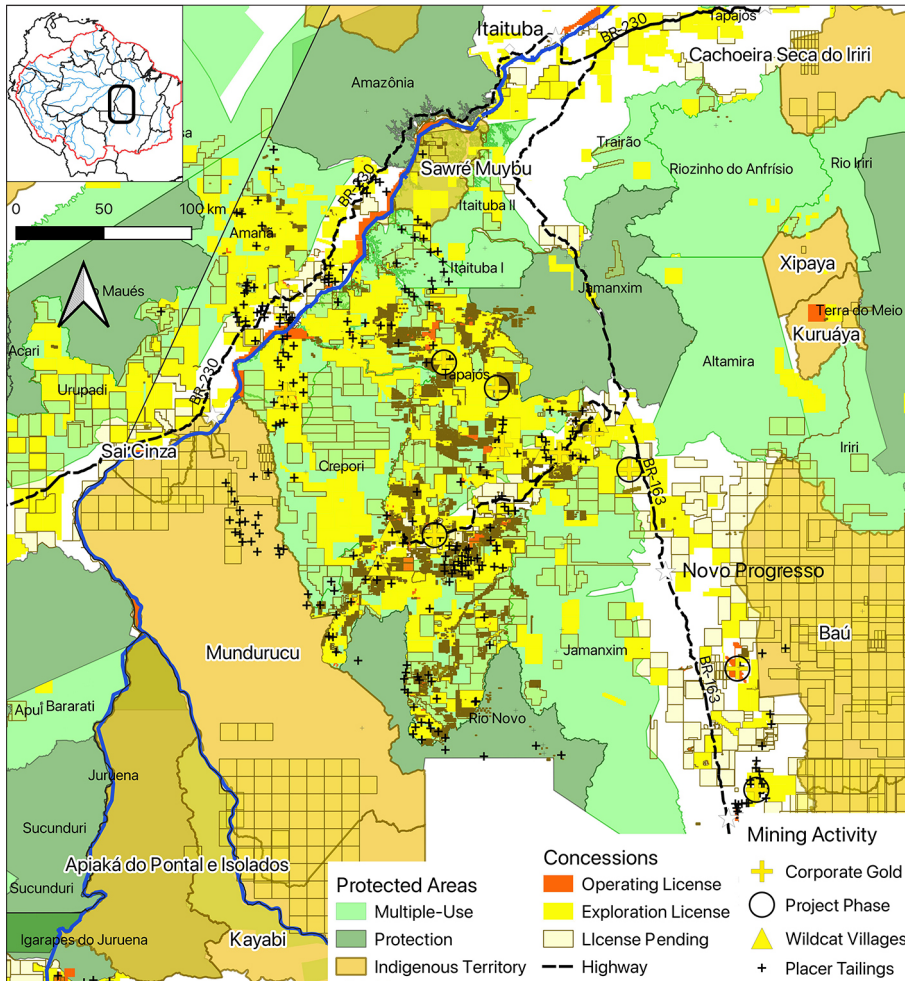 Itaituba
BR-230
Tapajós
Cachoeira Seca do Iriri
Amazônia
Trairão
Riozinho do Anfrísio
Rio Iriri
Sawré Muybu
BR-230
0 50 100 km
Itaituba II
Amanã
Itaituba I
Xipaya
Maués
Jamanxim
Terra do Meio
Kuruáya
Acari
Altamira
Tapajós
BR-230
Urupadi
Iriri
Sai Cinza
Crepori
BR-163
Novo Progresso
Baú
Mundurucu
Jamanxim
BR-163
Apuí
Bararati
Rio Novo
Juruena
Sucunduri
Apiaká do Pontal e Isolados
Sucunduri
Igarapes do Juruena
Kayabi
Protected Areas
Multiple-Use
Protection
Indigenous Territory
Concessions
Operating License
Exploration License
LIcense Pending
Highway
Mining Activity
Corporate Gold
Project Phase
Wildcat Villages
Placer Tailings